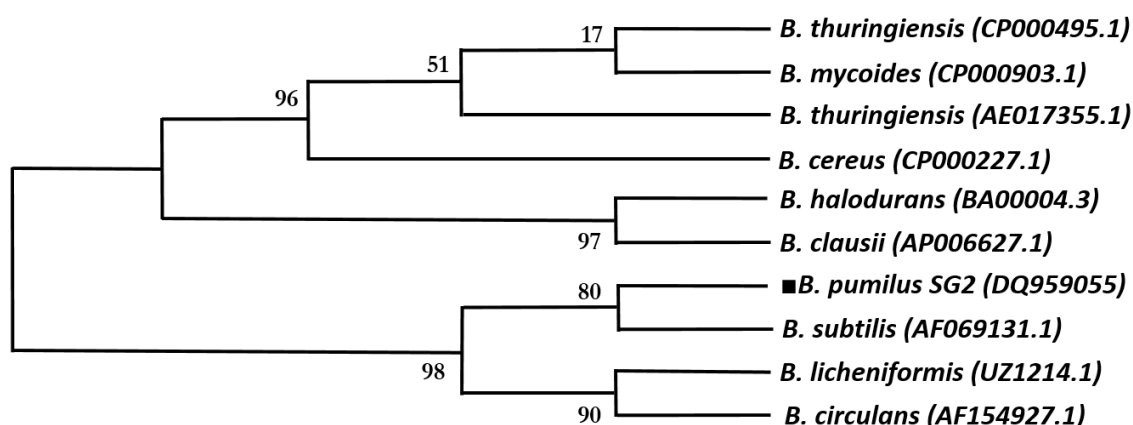 B. thuringiensis (CP000495.1)
17
B. mycoides (CP000903.1)
51
96
B. thuringiensis (AE017355.1)
B. cereus (CP000227.1)
B. halodurans (BA00004.3)
97
B. clausii (AP006627.1)
80
■B. pumilus SG2 (DQ959055)
B. subtilis (AF069131.1)
98
B. licheniformis (UZ1214.1)
90
B. circulans (AF154927.1)